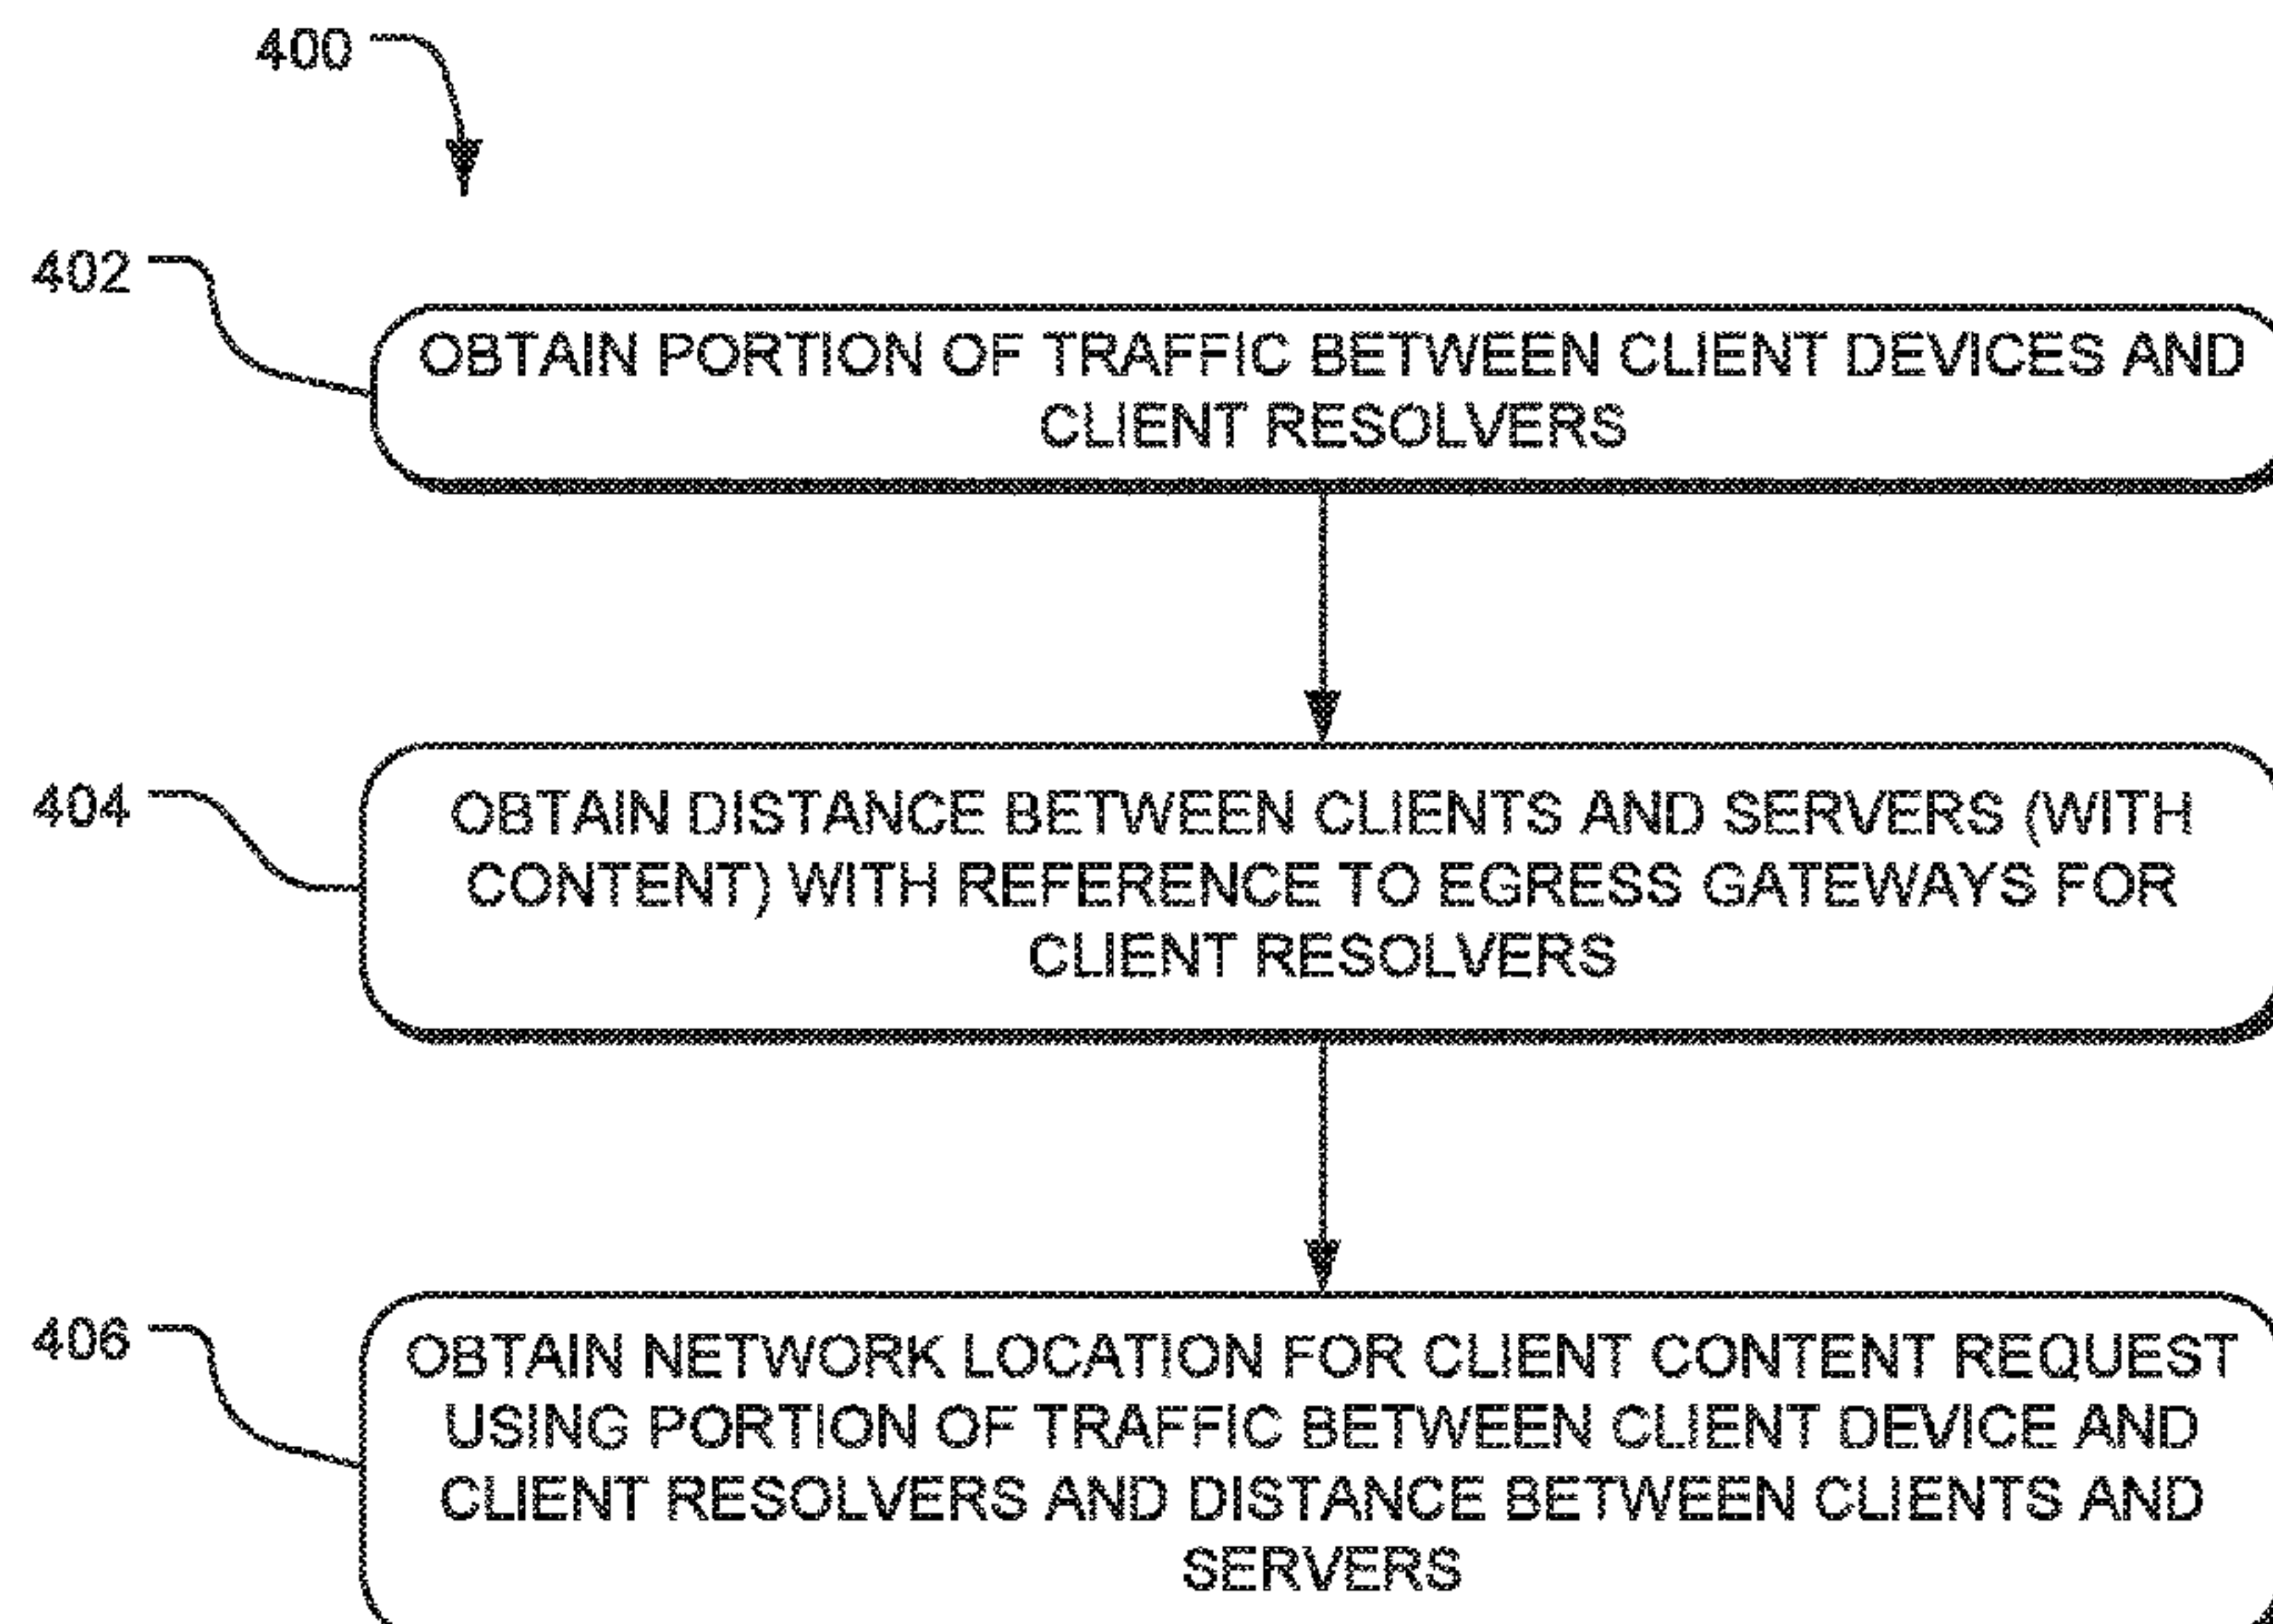 400
402
OBTAIN PORTION OF TRAFFIC BETWEEN CLIENT DEVICES AND
CLIENT RESOLVERS
404
OBTAIN DISTANCE BETWEEN CLIENTS AND SERVERS (WITH
CONTENT) WITH REFERENCE TO EGRESS GATEWAYS FOR
CLIENT RESOLVERS
406
OBTAIN NETWORK LOCATION FOR CLIENT CONTENT REQUEST
USING PORTION OF TRAFFIC BETWEEN CLIENT DEVICE AND
CLIENT RESOLVERS AND DISTANCE BETWEEN CLIENTS AND
SERVERS